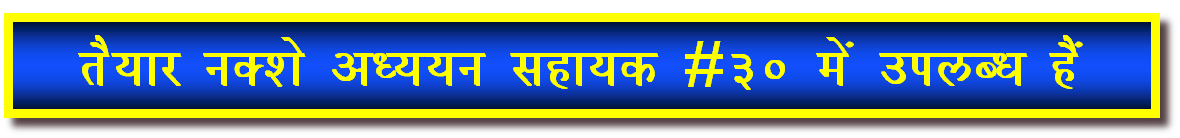 तैयार नक्शे अध्ययन सहायक #३० में उपलब्ध हैं